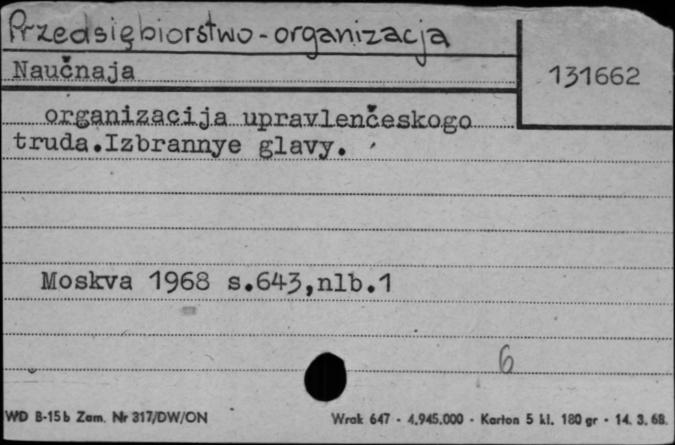 Przedsiębiorstwo - organizacja
Naučnaja
131662
organizacija upravlenčeskogo
truda.Izbrannye glavy.
Moskva 1968 s.643,nlb.1
6
WD B-15b Zam. Nr 317/DW/ON
Wrak 647 - 4.945.000 - Karton 5 kl. 180 gr - 14. 3. 68.